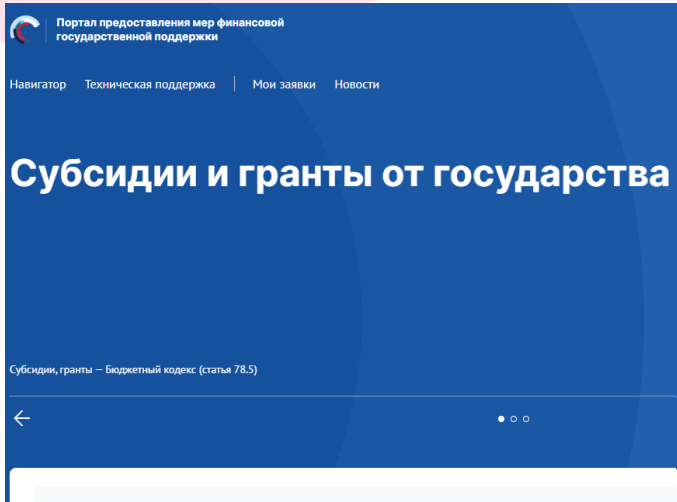 Портал предоставления мер финансовой
государственной поддержки
Навигатор Техническая поддержка Мои заявки Новости
Субсидии и гранты от государства
Субсидии, гранты — Бюджетный кодекс (статья 78.5)